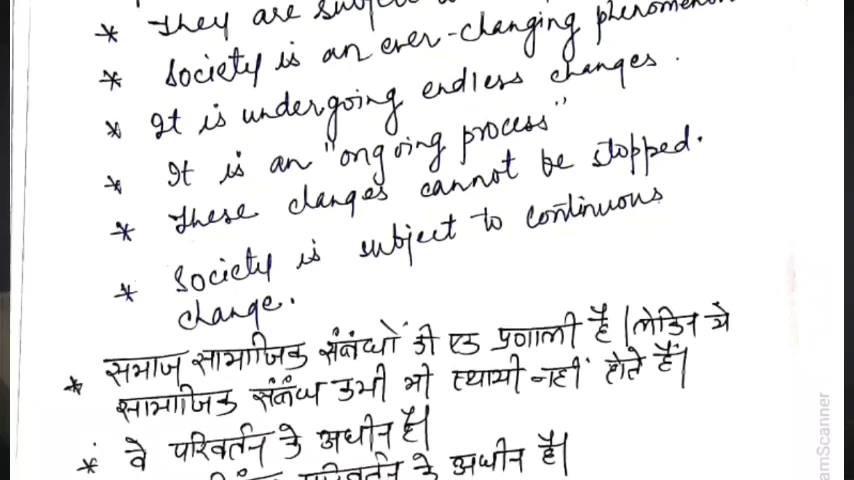 * They are subject
* Society is an ever-changing phenomenon
* It is undergoing endless changes.
* It is an "ongoing process"
* These changes cannot be stopped.
* Society is subject to continuous
change.
* समाज सामाजिक संबंधों की एक प्रणाली है। लेकिन ये
सामाजिक संबंध कभी भी स्थायी नहीं होते हैं।
* वे परिवर्तन के अधीन हैं।
परिवर्तन के अधीन है।
amScanner